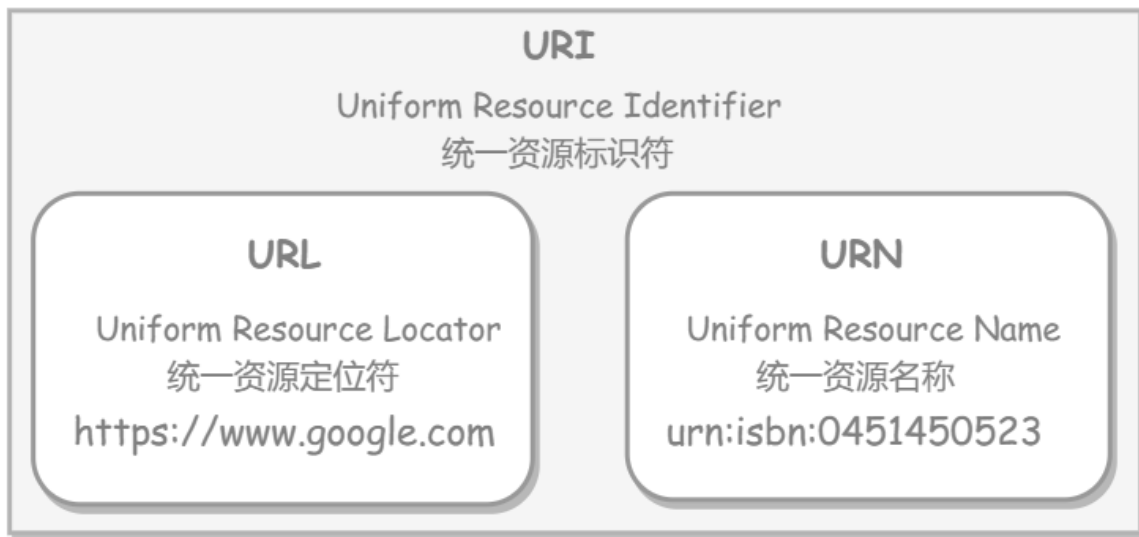 URI
Uniform Resource Identifier
统一资源标识符
URL
Uniform Resource Locator
统一资源定位符
https://www.google.com
URN
Uniform Resource Name
统一资源名称
urn:isbn:0451450523